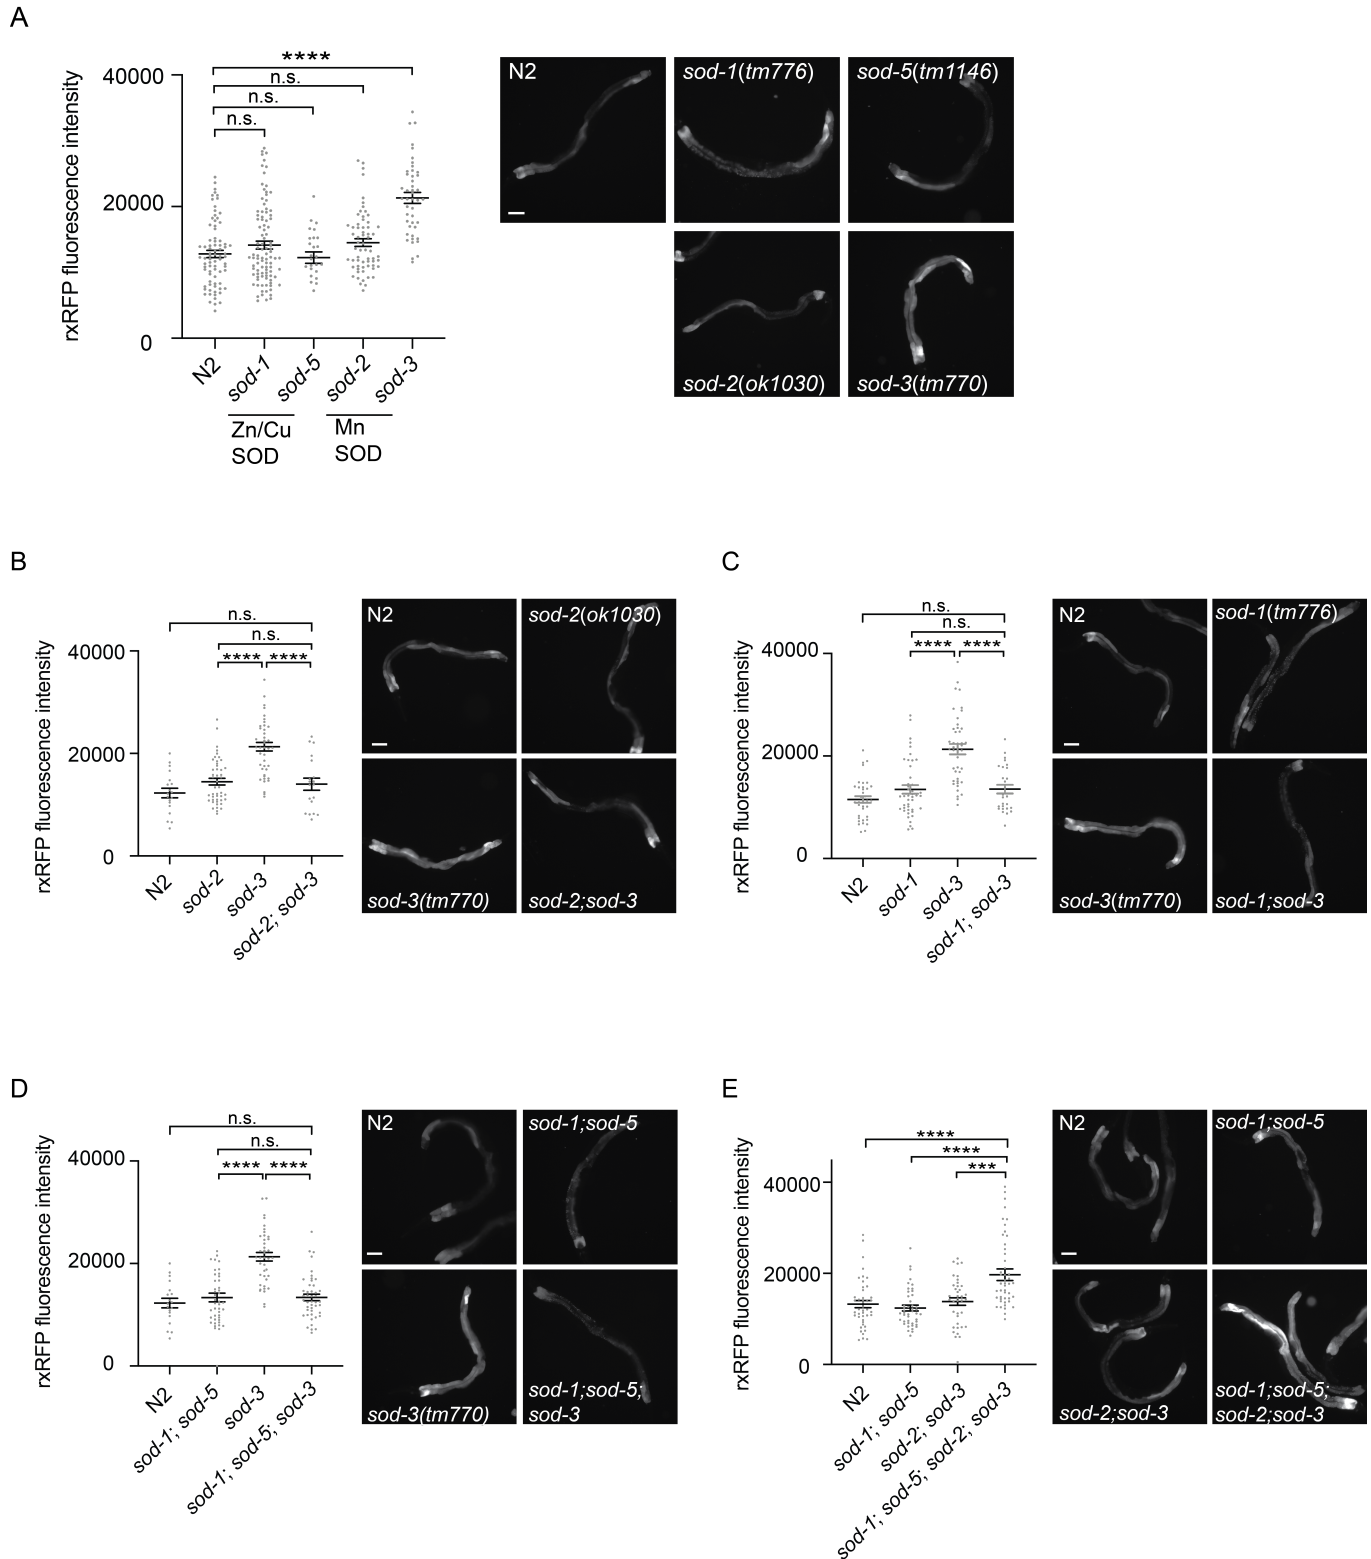 A
rxRFP fluorescence intensity
40000
20000
0
****
n.s.
n.s.
n.s.
N2
sod-1
sod-5
sod-2
sod-3
Zn/Cu
SOD
Mn
SOD
N2
sod-1(tm776)
sod-5(tm1146)
sod-2(ok1030)
sod-3(tm770)
B
rxRFP fluorescence intensity
40000
20000
0
n.s.
n.s.
****
****
N2
sod-2
sod-3
sod-2; sod-3
N2
sod-2(ok1030)
sod-3(tm770)
sod-2;sod-3
C
rxRFP fluorescence intensity
40000
20000
0
n.s.
n.s.
****
****
N2
sod-1
sod-3
sod-1; sod-3
N2
sod-1(tm776)
sod-3(tm770)
sod-1;sod-3
D
rxRFP fluorescence intensity
40000
20000
0
n.s.
n.s.
****
****
N2
sod-1; sod-5
sod-3
sod-1; sod-5; sod-3
N2
sod-1;sod-5
sod-3(tm770)
sod-1;sod-5;
sod-3
E
rxRFP fluorescence intensity
40000
20000
0
****
****
***
N2
sod-1; sod-5
sod-2; sod-3
sod-1; sod-5; sod-2; sod-3
N2
sod-1;sod-5
sod-2;sod-3
sod-1;sod-5;
sod-2;sod-3